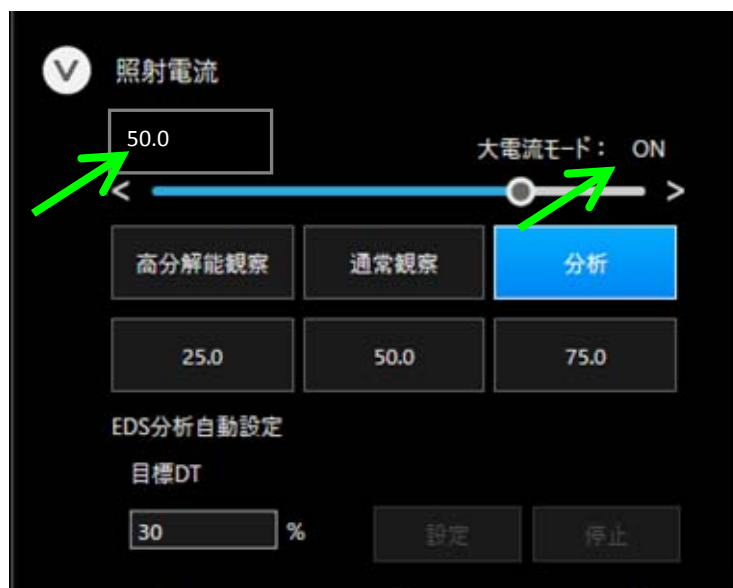 照射電流
50.0
大電流モード： ON
< >
高分解能観察 通常観察 分析
25.0 50.0 75.0
EDS分析自動設定
目標DT
30 %  設定 停止